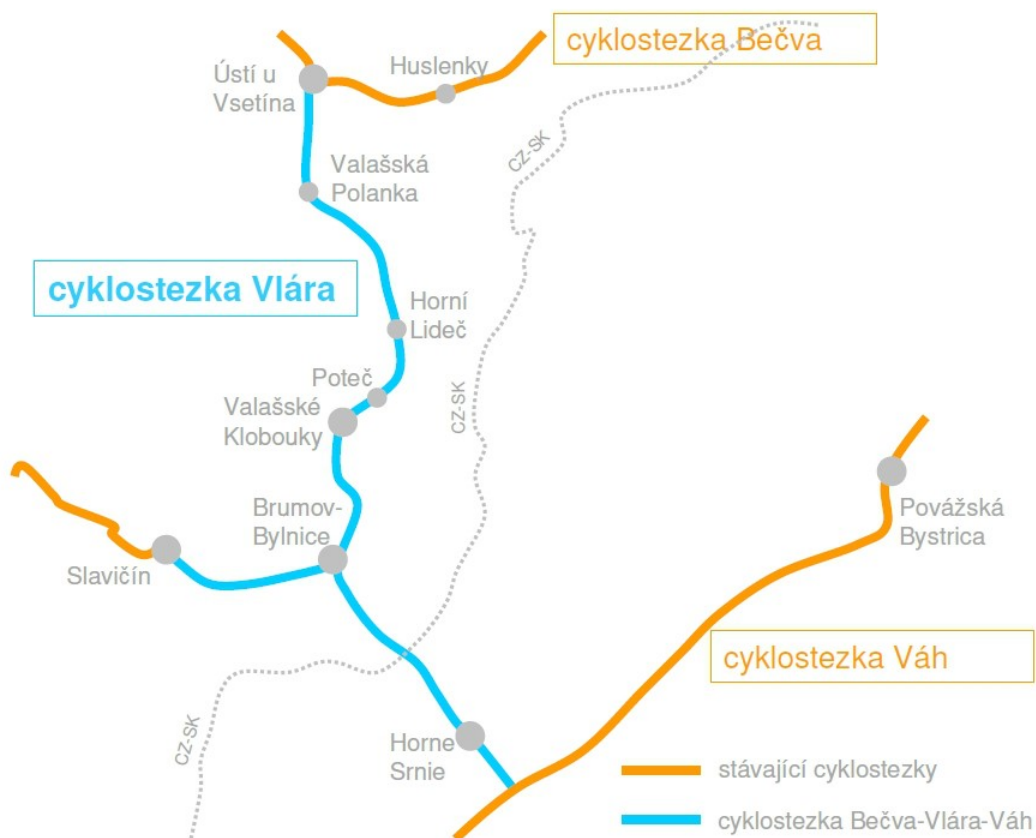 cyklostezka Bečva
Ústí u
Vsetína
Huslenky
CZ-SK
Valašská
Polanka
cyklostezka Vlára
Horní
Lideč
Poteč
CZ-SK
Valašské
Klobouky
Brumov-
Bylnice
Slavičín
Povážská
Bystrica
cyklostezka Váh
CZ-SK
Horne
Srnie
stávající cyklostezky
cyklostezka Bečva-Vlára-Váh